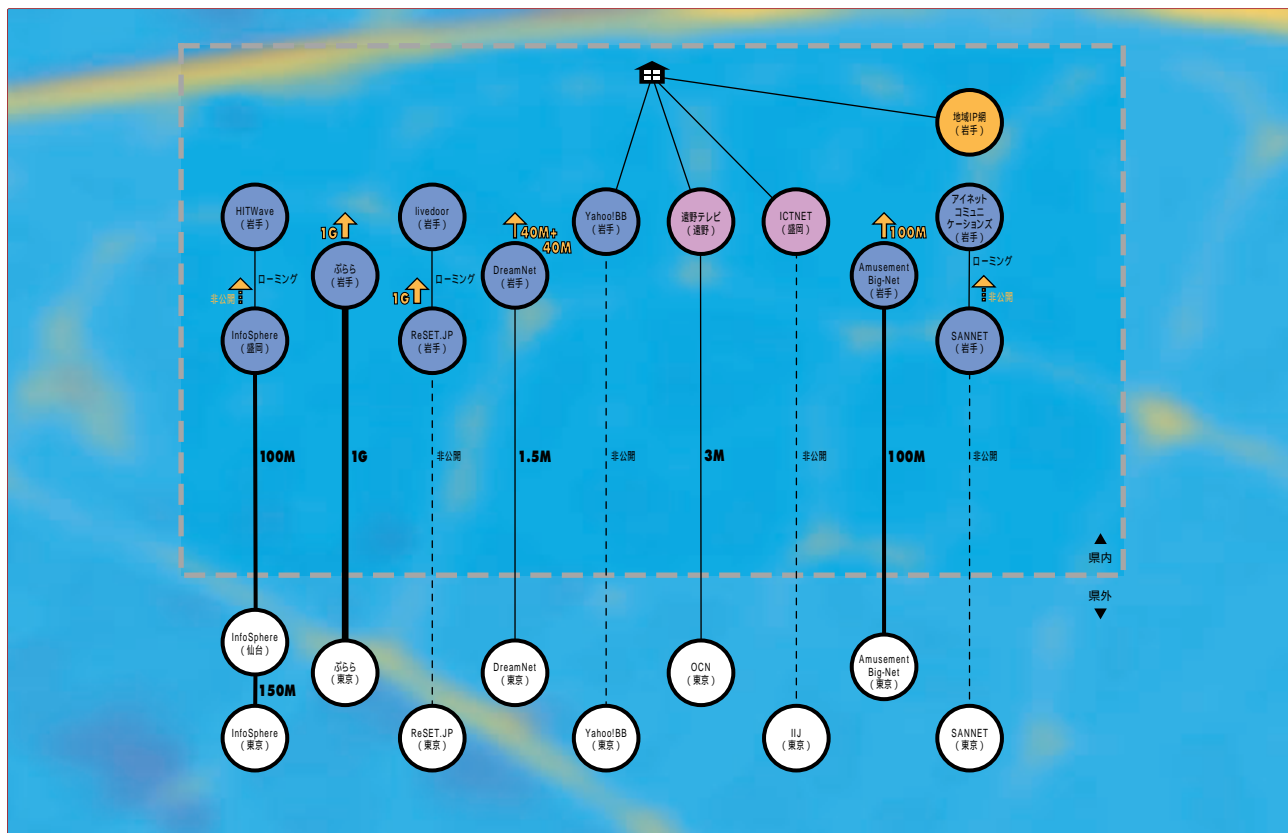 地域IP網
(岩手)
HITWave
(岩手)
livedoor
(岩手)
Yahoo!BB
(岩手)
遠野テレビ
(遠野)
ICTNET
(盛岡)
アイネット
コミュニ
ケーションズ
(岩手)
1G
40M+
40M
100M
ローミング
ぷらら
(岩手)
ローミング
DreamNet
(岩手)
Amusement
Big-Net
(岩手)
ローミング
非公開
1G
非公開
InfoSphere
(盛岡)
ReSET.JP
(岩手)
SANNET
(岩手)
100M
1G
非公開
1.5M
非公開
3M
非公開
100M
非公開
▲
県内
県外
▼
InfoSphere
(仙台)
ぷらら
(東京)
DreamNet
(東京)
OCN
(東京)
Amusement
Big-Net
(東京)
150M
InfoSphere
(東京)
ReSET.JP
(東京)
Yahoo!BB
(東京)
IIJ
(東京)
SANNET
(東京)